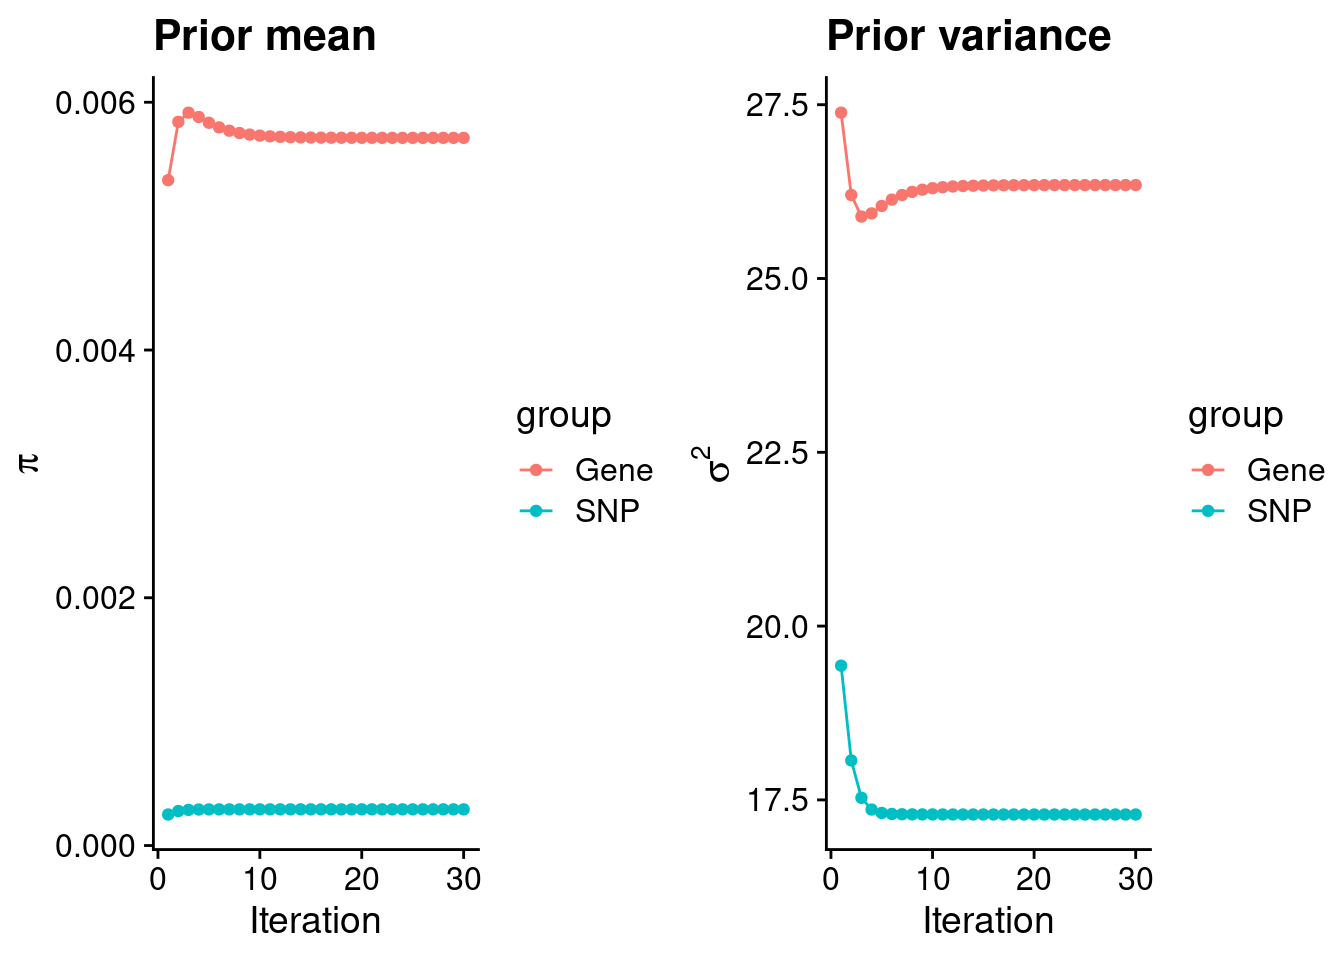 Prior mean
0.006
0.004
0.002
0.000
π
0 10 20 30
Iteration
group
Gene
SNP
Prior variance
27.5
25.0
22.5
20.0
17.5
σ²
0 10 20 30
Iteration
group
Gene
SNP